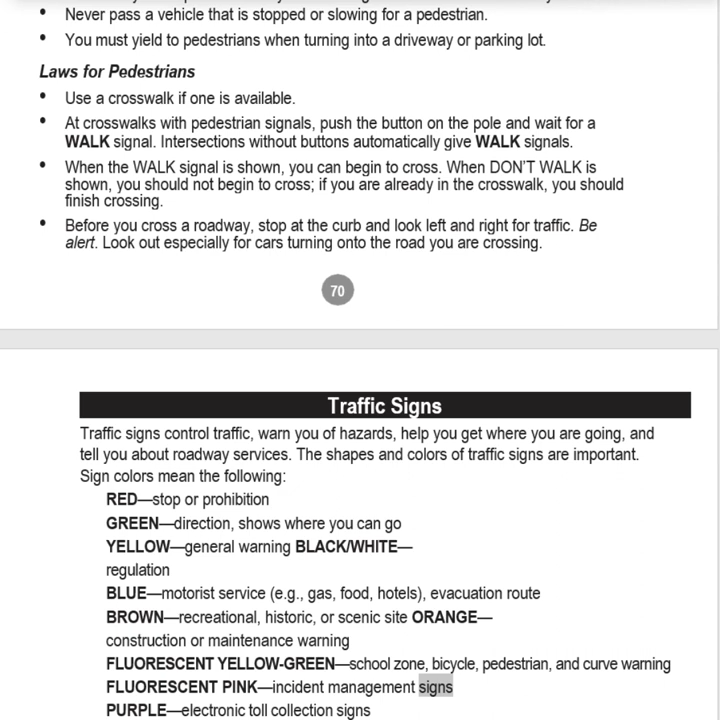 • Never pass a vehicle that is stopped or slowing for a pedestrian.
• You must yield to pedestrians when turning into a driveway or parking lot.
Laws for Pedestrians
• Use a crosswalk if one is available.
• At crosswalks with pedestrian signals, push the button on the pole and wait for a
WALK signal. Intersections without buttons automatically give WALK signals.
• When the WALK signal is shown, you can begin to cross. When DON'T WALK is
shown, you should not begin to cross; if you are already in the crosswalk, you should
finish crossing.
• Before you cross a roadway, stop at the curb and look left and right for traffic. Be
alert. Look out especially for cars turning onto the road you are crossing.
70
Traffic Signs
Traffic signs control traffic, warn you of hazards, help you get where you are going, and
tell you about roadway services. The shapes and colors of traffic signs are important.
Sign colors mean the following:
RED—stop or prohibition
GREEN—direction, shows where you can go
YELLOW—general warning BLACK/WHITE—
regulation
BLUE—motorist service (e.g., gas, food, hotels), evacuation route
BROWN—recreational, historic, or scenic site ORANGE—
construction or maintenance warning
FLUORESCENT YELLOW-GREEN—school zone, bicycle, pedestrian, and curve warning
FLUORESCENT PINK—incident management signs
PURPLE—electronic toll collection signs